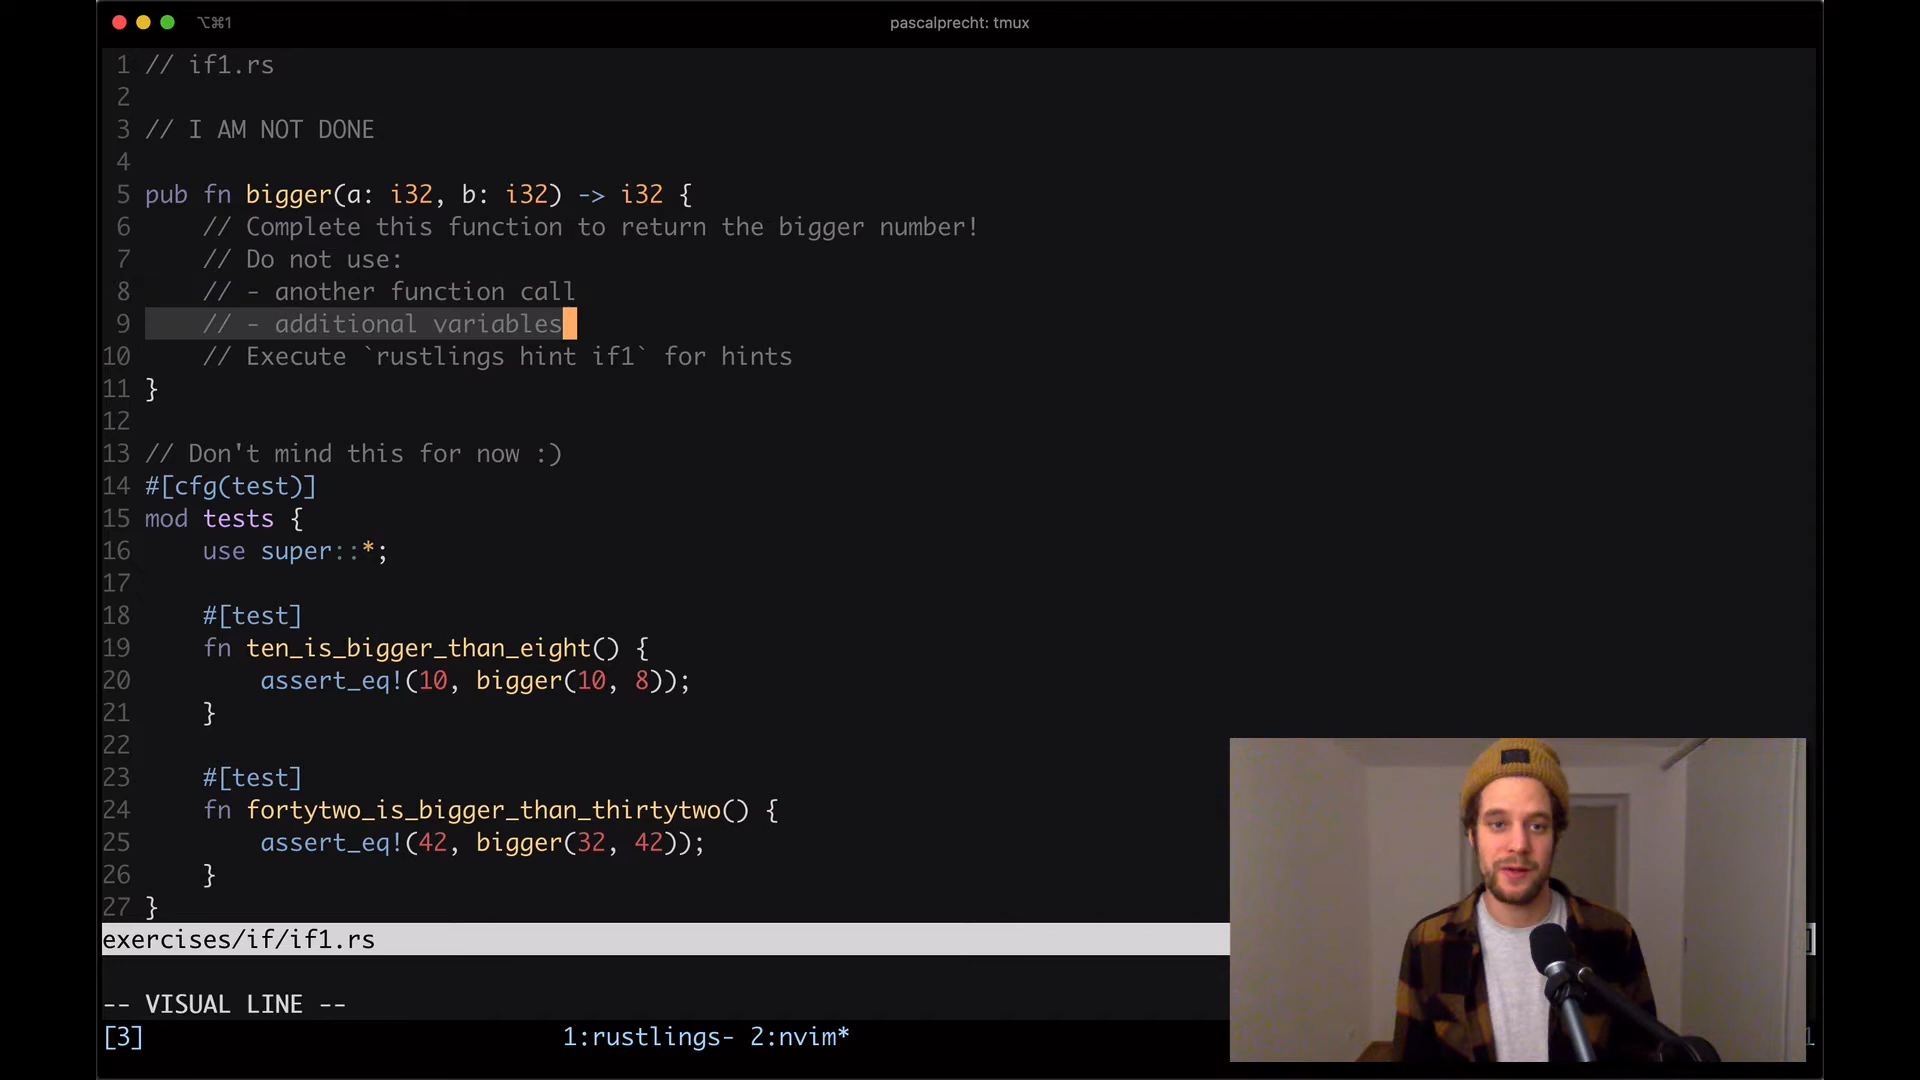 ⌥⌘1
pascalprecht: tmux
1 // if1.rs
2
3 // I AM NOT DONE
4
5 pub fn bigger(a: i32, b: i32) -> i32 {
6     // Complete this function to return the bigger number!
7     // Do not use:
8     // - another function call
9     // - additional variables
10     // Execute `rustlings hint if1` for hints
11 }
12
13 // Don't mind this for now :)
14 #[cfg(test)]
15 mod tests {
16     use super::*;
17
18     #[test]
19     fn ten_is_bigger_than_eight() {
20         assert_eq!(10, bigger(10, 8));
21     }
22
23     #[test]
24     fn fortytwo_is_bigger_than_thirtytwo() {
25         assert_eq!(42, bigger(32, 42));
26     }
27 }
exercises/if/if1.rs
-- VISUAL LINE --
[3] 1:rustlings- 2:nvim*